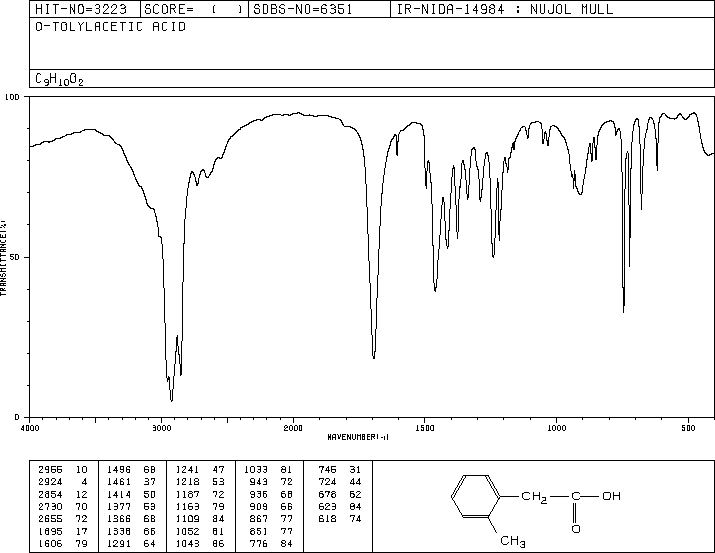 HIT-NO=3223 SCORE= ( ) SDBS-NO=6351 IR-NIDA-14984 : NUJOL MULL
O-TOLYLACETIC ACID
C9H10O2
100
50
0
TRANSMITTANCE(%)
4000 3000 2000 1500 1000 500
WAVENUMBER(-1)
2955 10 1496 68 1241 47 1033 81 746 31
2924 4 1461 37 1218 53 943 72 724 44
2854 12 1414 50 1187 72 936 68 678 62
2730 70 1377 53 1163 79 909 66 623 84
2655 72 1366 68 1109 84 867 77 618 74
1695 17 1338 66 1052 81 851 77
1606 79 1291 64 1043 86 776 84
CH2 C OH
O
CH3